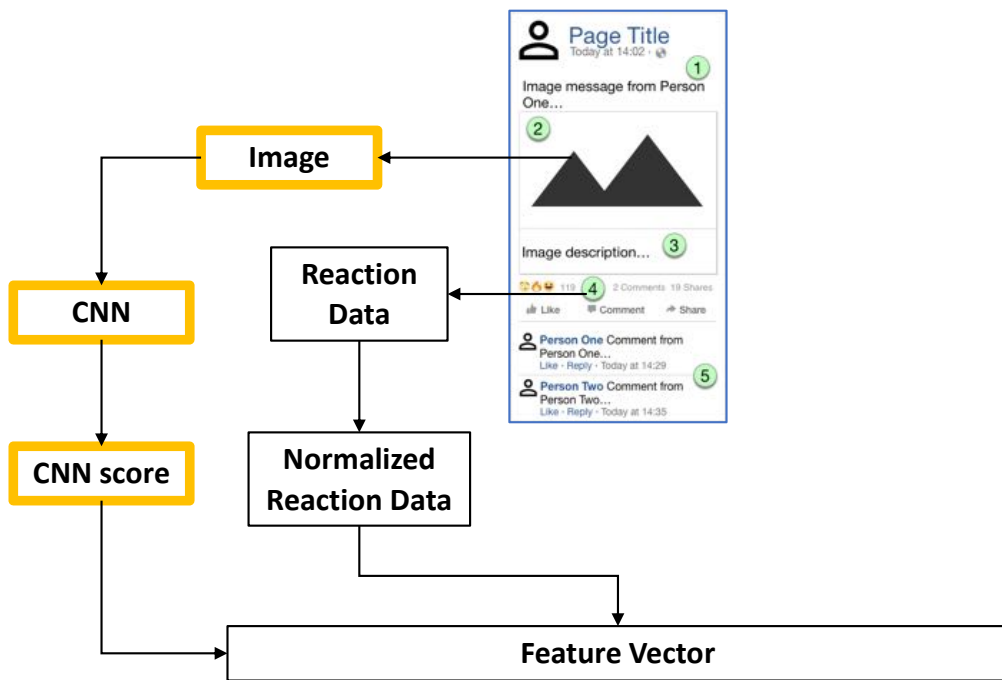 Page Title
Today at 14:02 ·
1
Image message from Person
One…
2
Image
3
Image description…
Reaction
Data
119
4
2 Comments 19 Shares
CNN
Like Comment Share
Person One Comment from
Person One…
Like · Reply · Today at 14:29
5
Person Two Comment from
Person Two…
Like · Reply · Today at 14:35
CNN score
Normalized
Reaction Data
Feature Vector